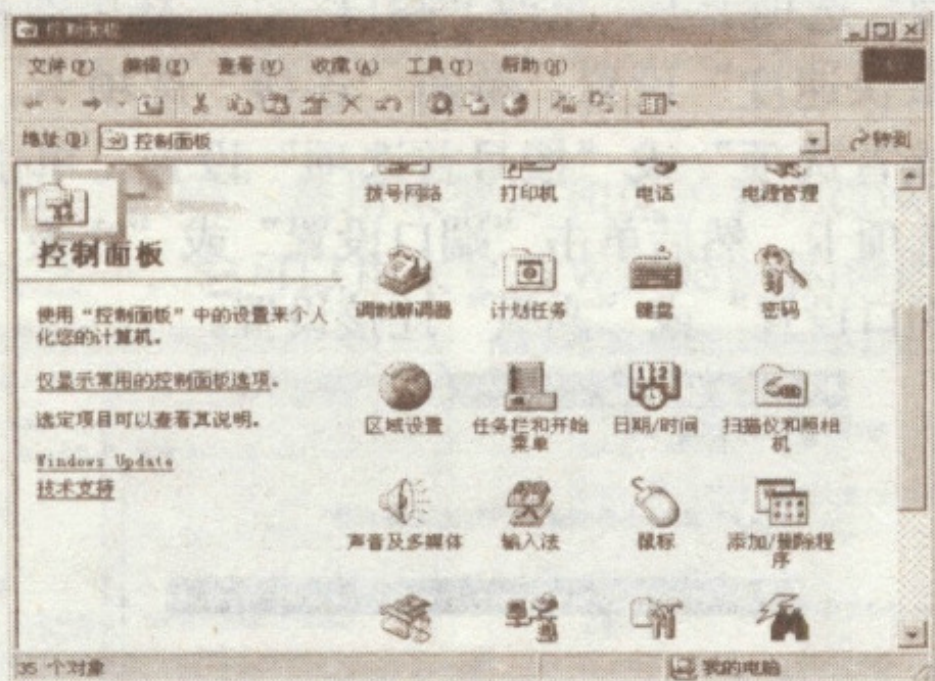 控制面板
文件(F) 编辑(E) 查看(V) 收藏(A) 工具(T) 帮助(H)
地址(D) 控制面板 转到
拨号网络 打印机 电话 电源管理
控制面板
使用“控制面板”中的设置来个人
化您的计算机。
仅显示常用的控制面板选项。
选定项目可以查看其说明。
Windows Update
技术支持
调制解调器 计划任务 键盘 密码
区域设置 任务栏和开始
菜单 日期/时间 扫描仪和照相
机
声音及多媒体 输入法 鼠标 添加/删除程
序
35 个对象 我的电脑